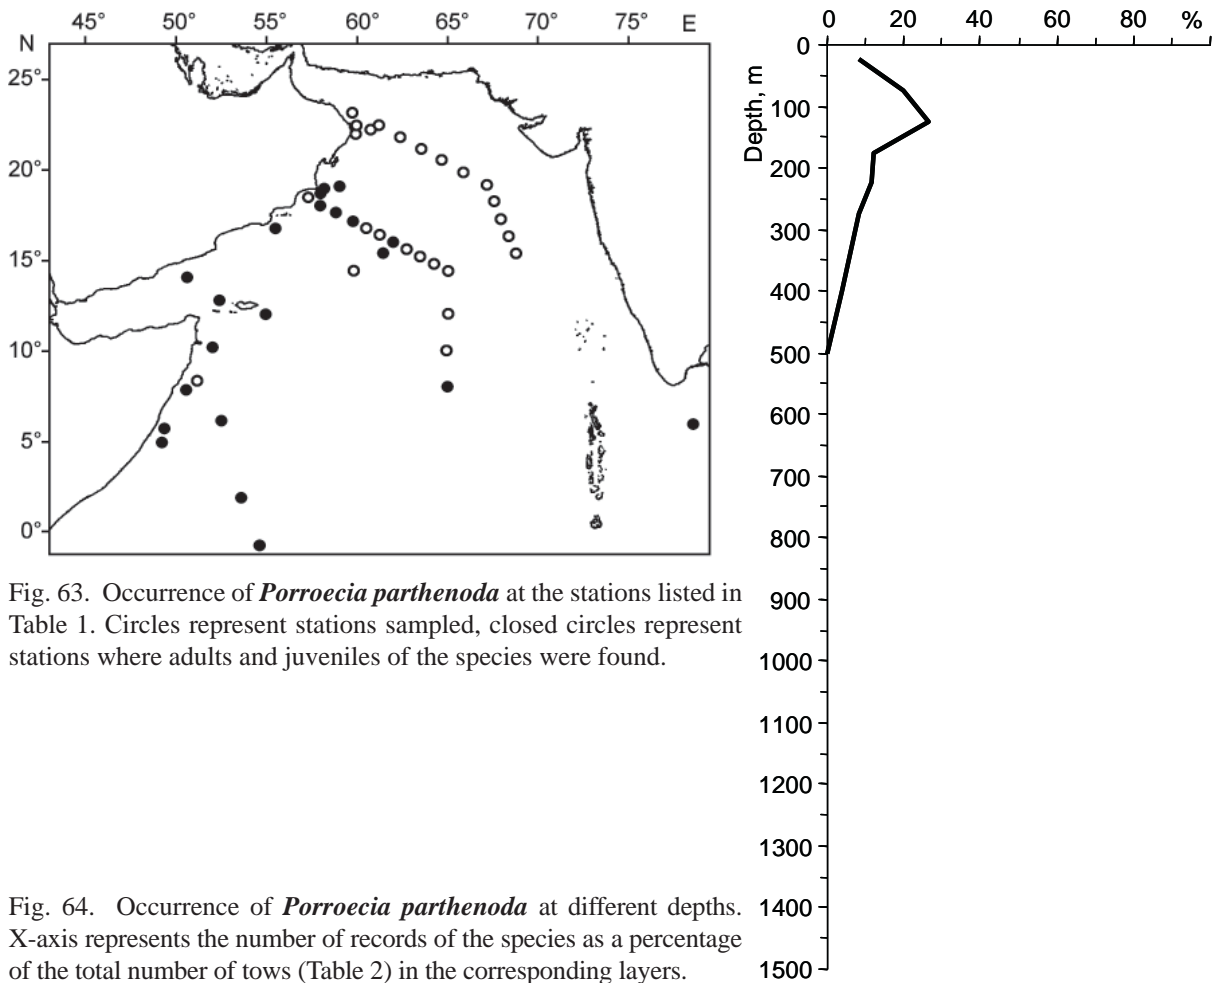 45° 50° 55° 60° 65° 70° 75° E
N
25°
20°
15°
10°
5°
0°
Fig. 63. Occurrence of Porroecia parthenoda at the stations listed in
Table 1. Circles represent stations sampled, closed circles represent
stations where adults and juveniles of the species were found.
0 20 40 60 80 %
Depth, m
0
100
200
300
400
500
600
700
800
900
1000
1100
1200
1300
1400
1500
Fig. 64. Occurrence of Porroecia parthenoda at different depths.
X-axis represents the number of records of the species as a percentage
of the total number of tows (Table 2) in the corresponding layers.